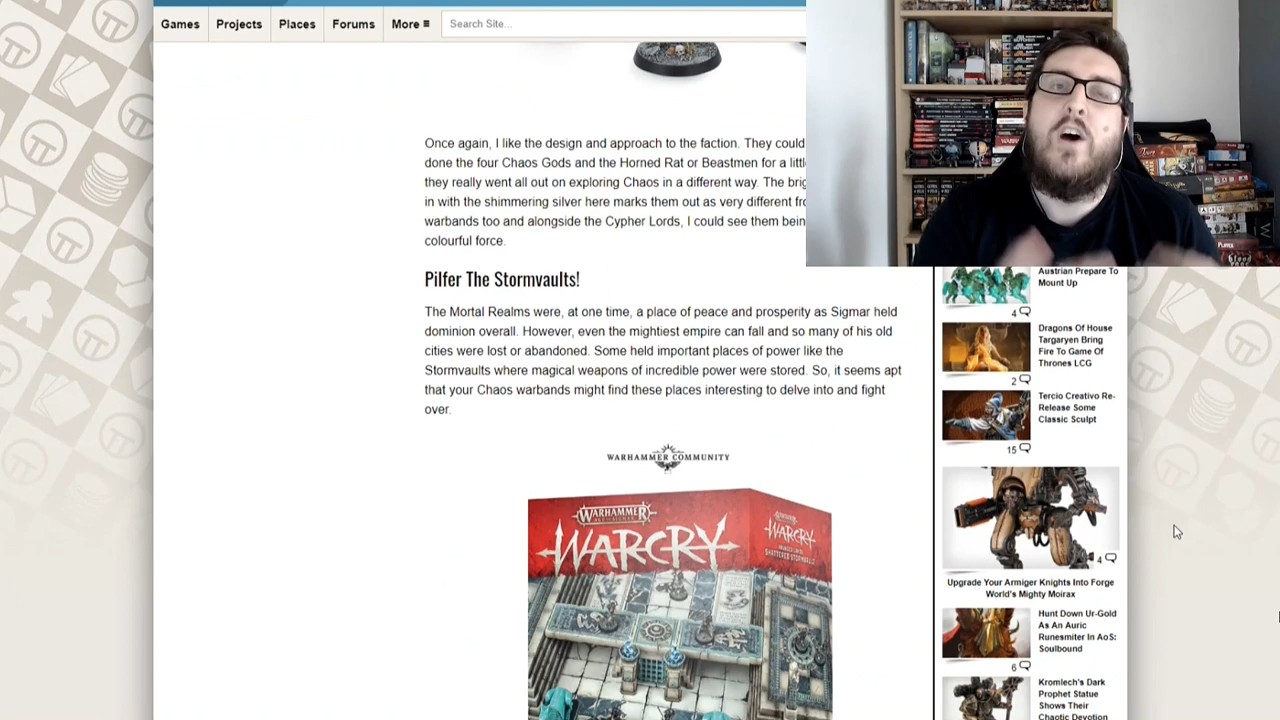 Games
Projects
Places
Forums
More ≡
Search Site...
Once again, I like the design and approach to the faction. They could
done the four Chaos Gods and the Horned Rat or Beastmen for a
they really went all out on exploring Chaos in a different way. The
in with the shimmering silver here marks them out as very different
warbands too and alongside the Cypher Lords, I could see them
colourful force.
Pilfer The Stormvaults!
The Mortal Realms were, at one time, a place of peace and prosperity as Sigmar held
dominion overall. However, even the mightiest empire can fall and so many of his old
cities were lost or abandoned. Some held important places of power like the
Stormvaults where magical weapons of incredible power were stored. So, it seems apt
that your Chaos warbands might find these places interesting to delve into and fight
over.
WARHAMMER COMMUNITY
WARHAMMER
AGE OF SIGMAR
WARCRY
WARCRY
SHATTERED STORMVAULT
Austrian Prepare To
Mount Up
4
Dragons Of House
Targaryen Bring
Fire To Game Of
Thrones LCG
2
Tercio Creativo Re-
Release Some
Classic Sculpt
15
4
Upgrade Your Armiger Knights Into Forge
World's Mighty Moirax
Hunt Down Ur-Gold
As An Auric
Runesmiter In AoS:
Soulbound
6
Kromlech's Dark
Prophet Statue
Shows Their
Chaotic Devotion